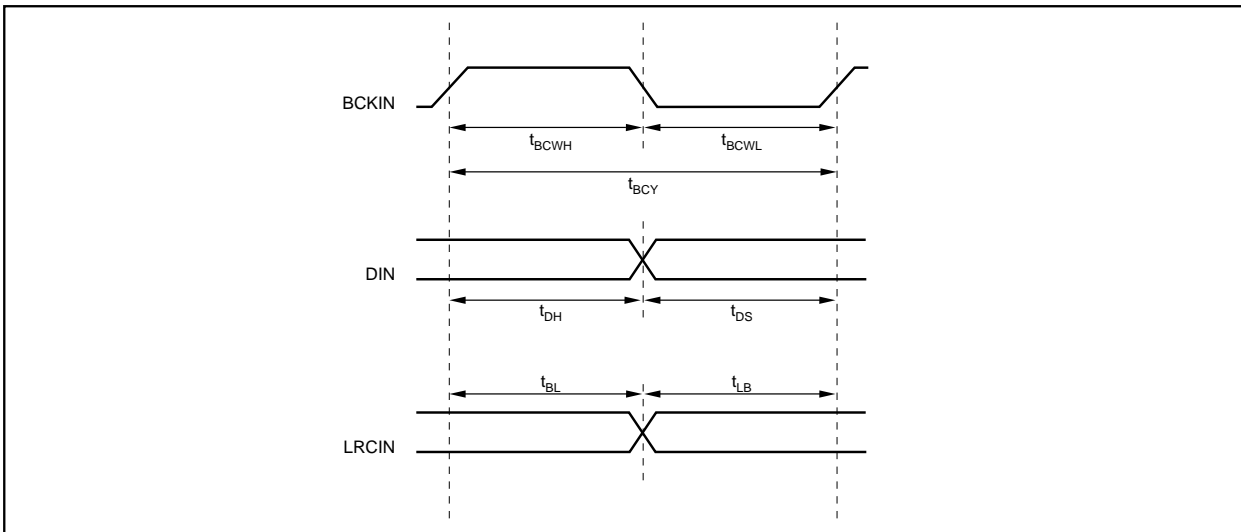 BCKIN
tBCWH tBCWL
tBCY
DIN
tDH tDS
tBL tLB
LRCIN